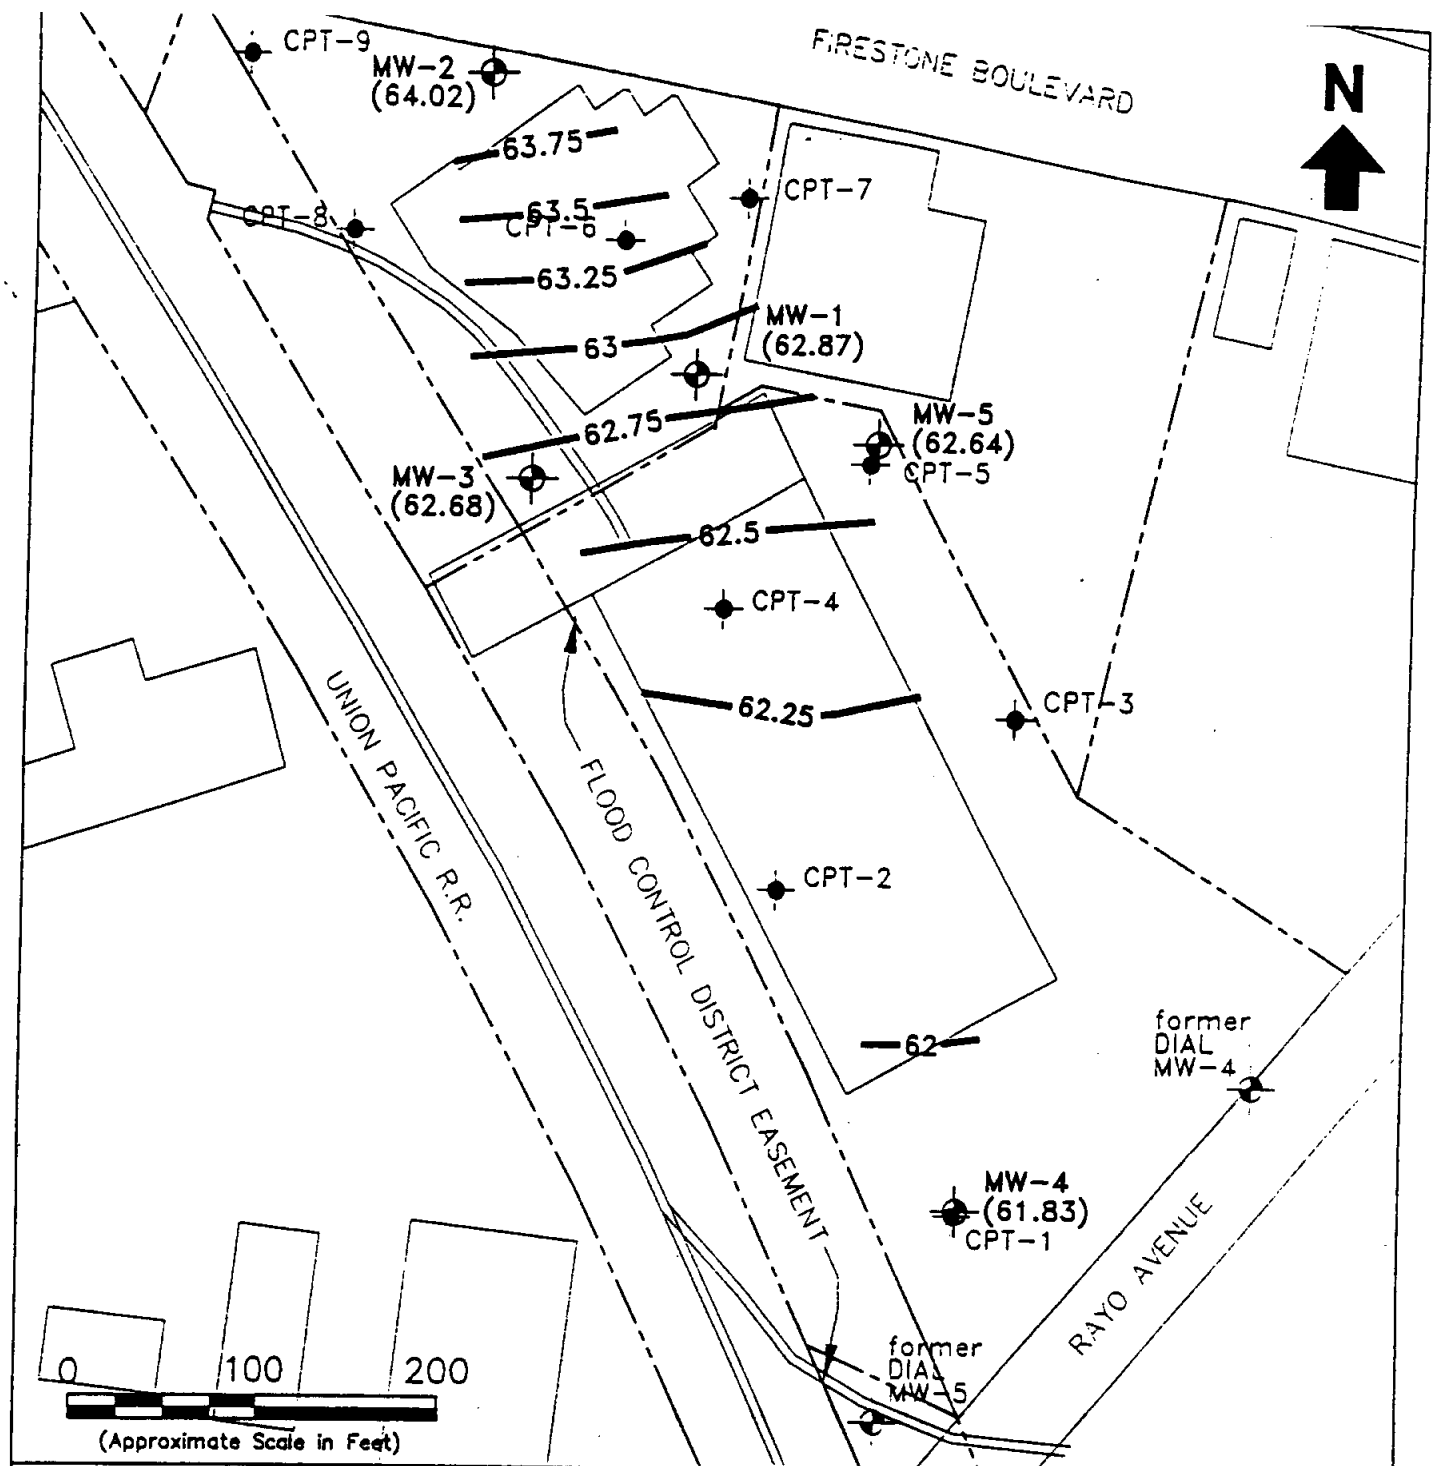 FIRESTONE BOULEVARD
N
CPT-9
MW-2
(64.02)
63.75
CPT-7
63.5
CPT-8
CPT-6
63.25
MW-1
(62.87)
63
62.75
MW-5
(62.64)
CPT-5
MW-3
(62.68)
62.5
CPT-4
62.25
CPT-3
UNION PACIFIC R.R.
FLOOD CONTROL DISTRICT EASEMENT
CPT-2
62
former
DIAL
MW-4
MW-4
(61.83)
CPT-1
RAYO AVENUE
former
DIAL
MW-5
0 100 200
(Approximate Scale in Feet)